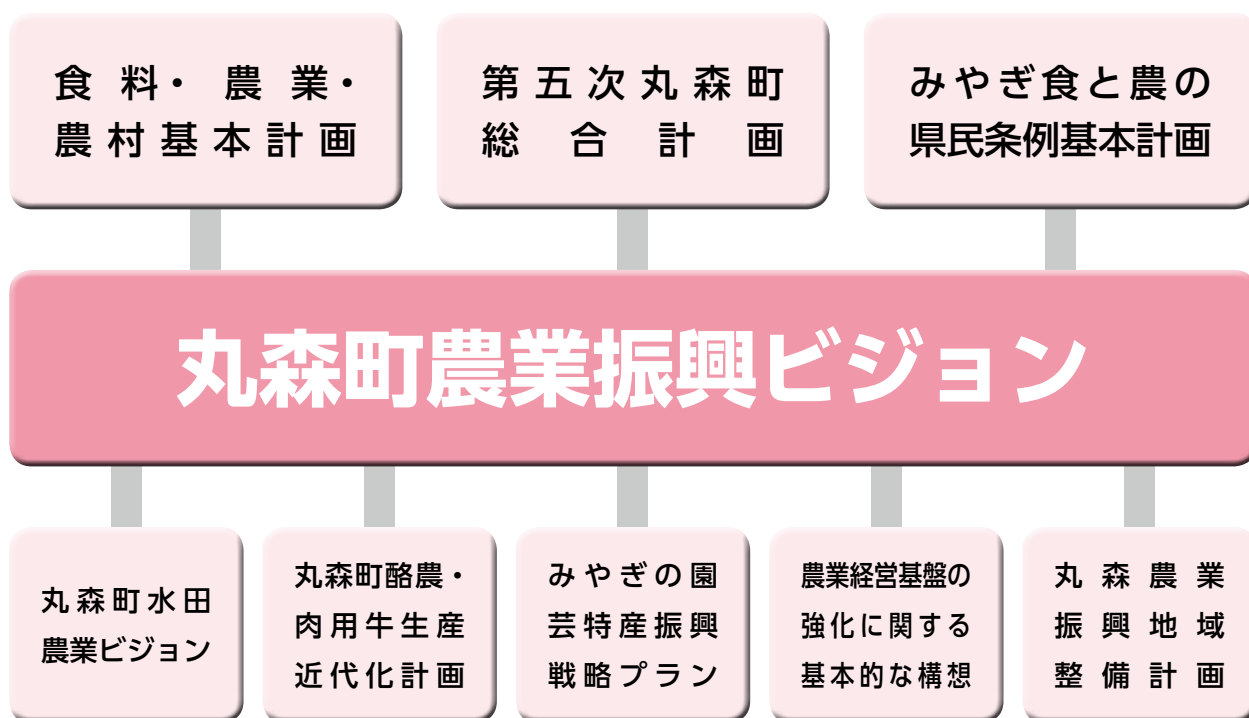 食料・農業・
農村基本計画
第五次丸森町
総合計画
みやぎ食と農の
県民条例基本計画
丸森町農業振興ビジョン
丸森町水田
農業ビジョン
丸森町酪農・
肉用牛生産
近代化計画
みやぎの園
芸特産振興
戦略プラン
農業経営基盤の
強化に関する
基本的な構想
丸森農業
振興地域
整備計画